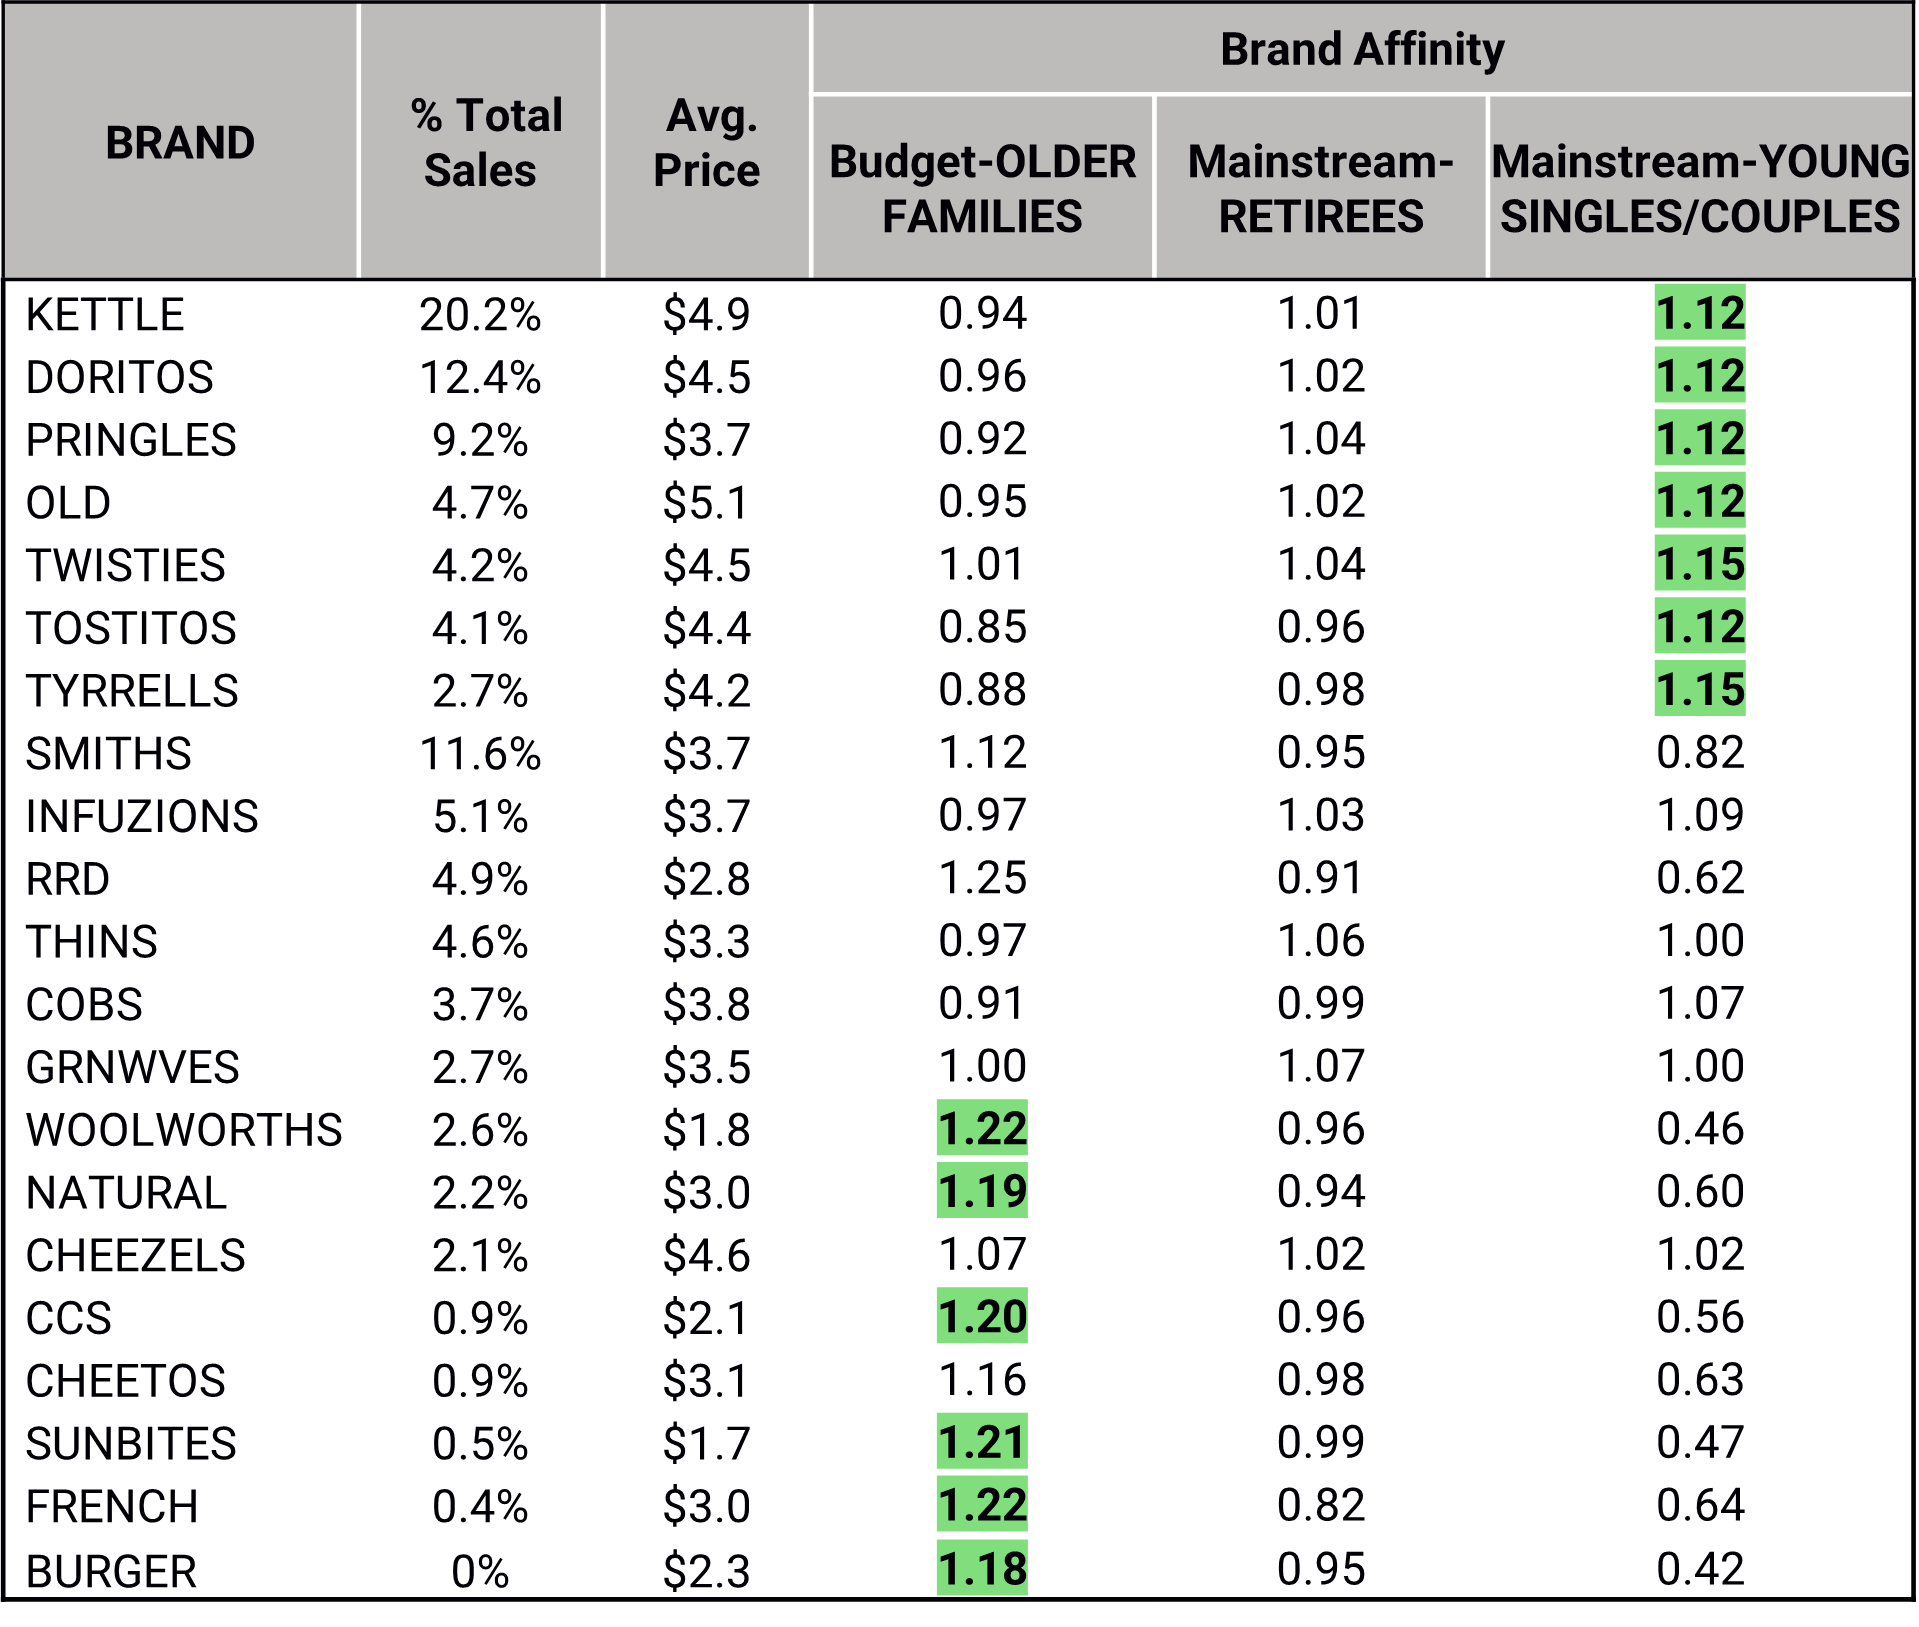 Brand Affinity
BRAND
% Total
Sales
Avg.
Price
Budget-OLDER
FAMILIES
Mainstream-
RETIREES
Mainstream-YOUNG
SINGLES/COUPLES
KETTLE 20.2% $4.9 0.94 1.01 1.12
DORITOS 12.4% $4.5 0.96 1.02 1.12
PRINGLES 9.2% $3.7 0.92 1.04 1.12
OLD 4.7% $5.1 0.95 1.02 1.12
TWISTIES 4.2% $4.5 1.01 1.04 1.15
TOSTITOS 4.1% $4.4 0.85 0.96 1.12
TYRRELLS 2.7% $4.2 0.88 0.98 1.15
SMITHS 11.6% $3.7 1.12 0.95 0.82
INFUZIONS 5.1% $3.7 0.97 1.03 1.09
RRD 4.9% $2.8 1.25 0.91 0.62
THINS 4.6% $3.3 0.97 1.06 1.00
COBS 3.7% $3.8 0.91 0.99 1.07
GRNWVES 2.7% $3.5 1.00 1.07 1.00
WOOLWORTHS 2.6% $1.8 1.22 0.96 0.46
NATURAL 2.2% $3.0 1.19 0.94 0.60
CHEEZELS 2.1% $4.6 1.07 1.02 1.02
CCS 0.9% $2.1 1.20 0.96 0.56
CHEETOS 0.9% $3.1 1.16 0.98 0.63
SUNBITES 0.5% $1.7 1.21 0.99 0.47
FRENCH 0.4% $3.0 1.22 0.82 0.64
BURGER 0% $2.3 1.18 0.95 0.42